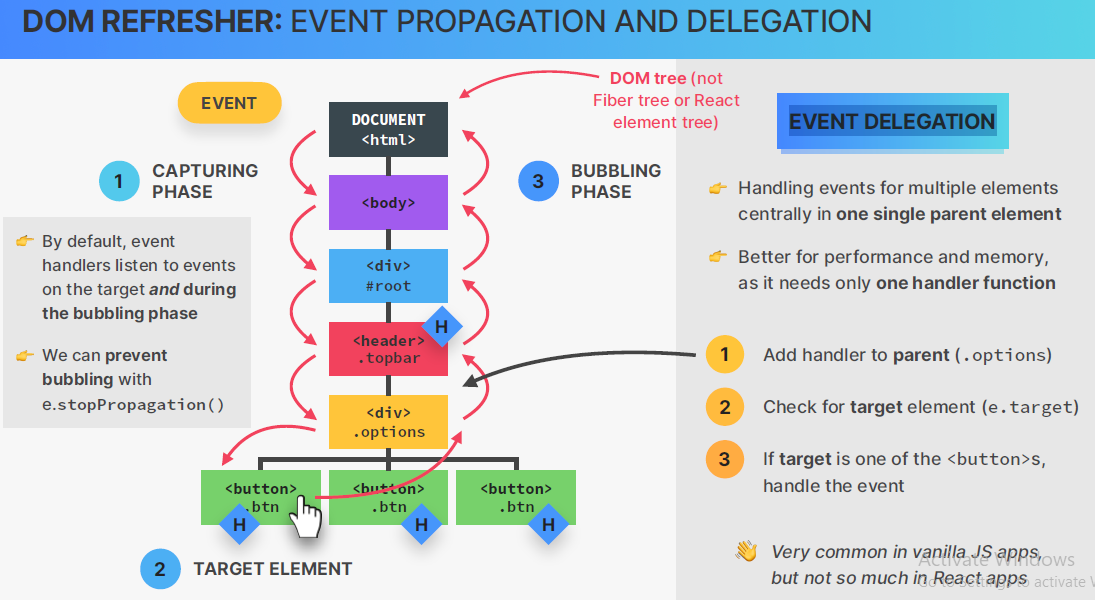 DOM REFRESHER: EVENT PROPAGATION AND DELEGATION
EVENT
DOM tree (not
Fiber tree or React
element tree)
1
CAPTURING
PHASE
By default, event
handlers listen to events
on the target and during
the bubbling phase
We can prevent
bubbling with
e.stopPropagation()
DOCUMENT
<html>
<body>
<div>
#root
<header>
.topbar
H
<div>
.options
<button>
.btn
H
<button>
.btn
H
<button>
.btn
H
2
TARGET ELEMENT
3
BUBBLING
PHASE
EVENT DELEGATION
Handling events for multiple elements
centrally in one single parent element
Better for performance and memory,
as it needs only one handler function
1
Add handler to parent (.options)
2
Check for target element (e.target)
3
If target is one of the <button>s,
handle the event
Very common in vanilla JS apps,
but not so much in React apps
Activate Windows
Go to Settings to activate W